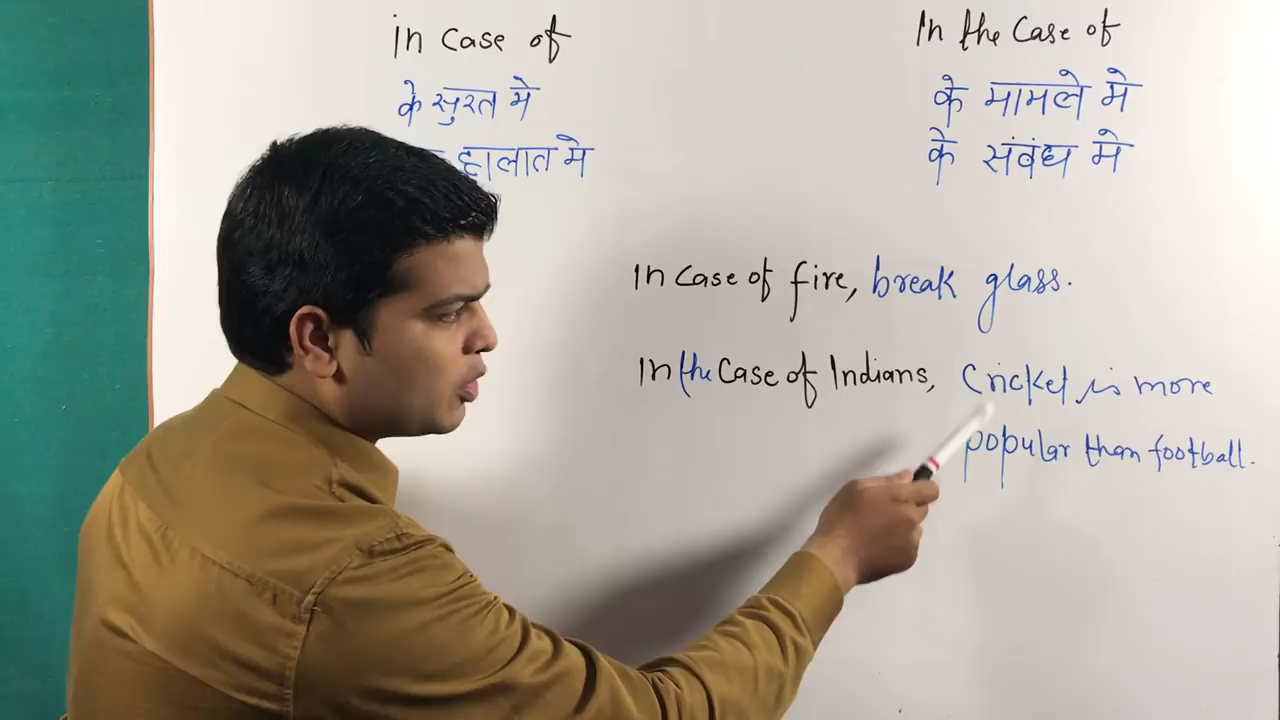 in case of
के सुरत मे
हालात मे
In the Case of
के मामले मे
के संबंध मे
In case of fire, break glass.
In the Case of Indians, Cricket is more
popular than football.